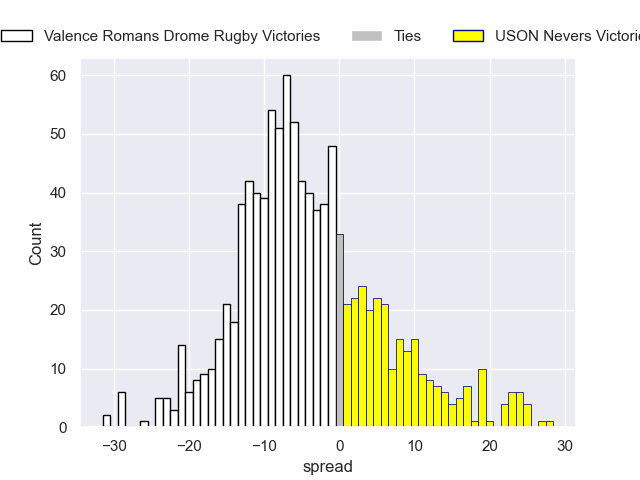 Valence Romans Drome Rugby Victories Ties USON Nevers Victori
60
50
40
30
20
10
0
Count
−30 −20 −10 0 10 20 30
spread